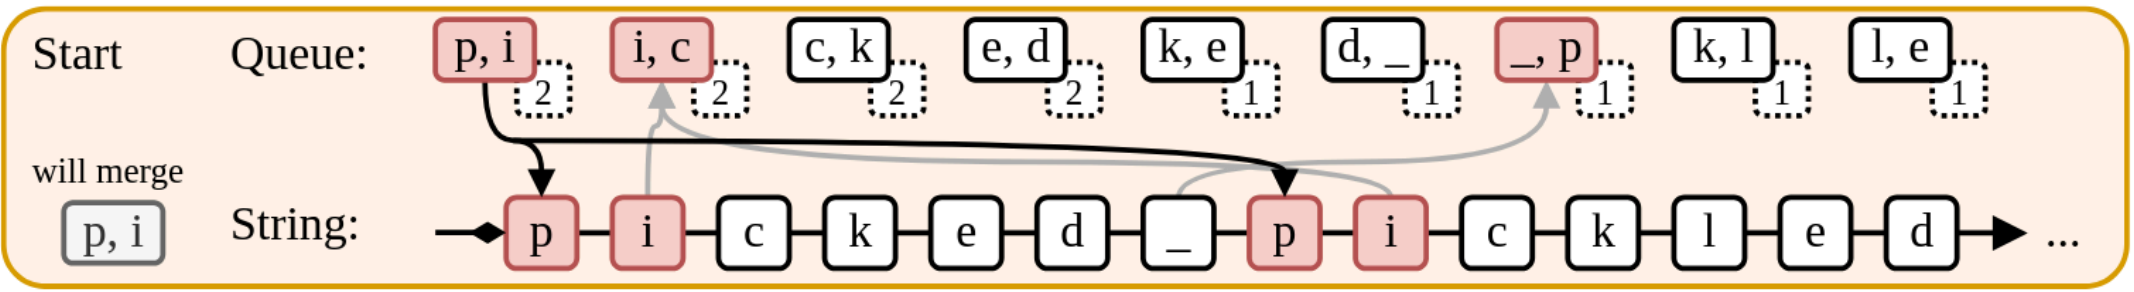 Start Queue: p, i i, c c, k e, d k, e d, _ _, p k, l l, e
2 2 2 2 1 1 1 1 1
will merge
p, i String: p i c k e d _ p i c k l e d ...